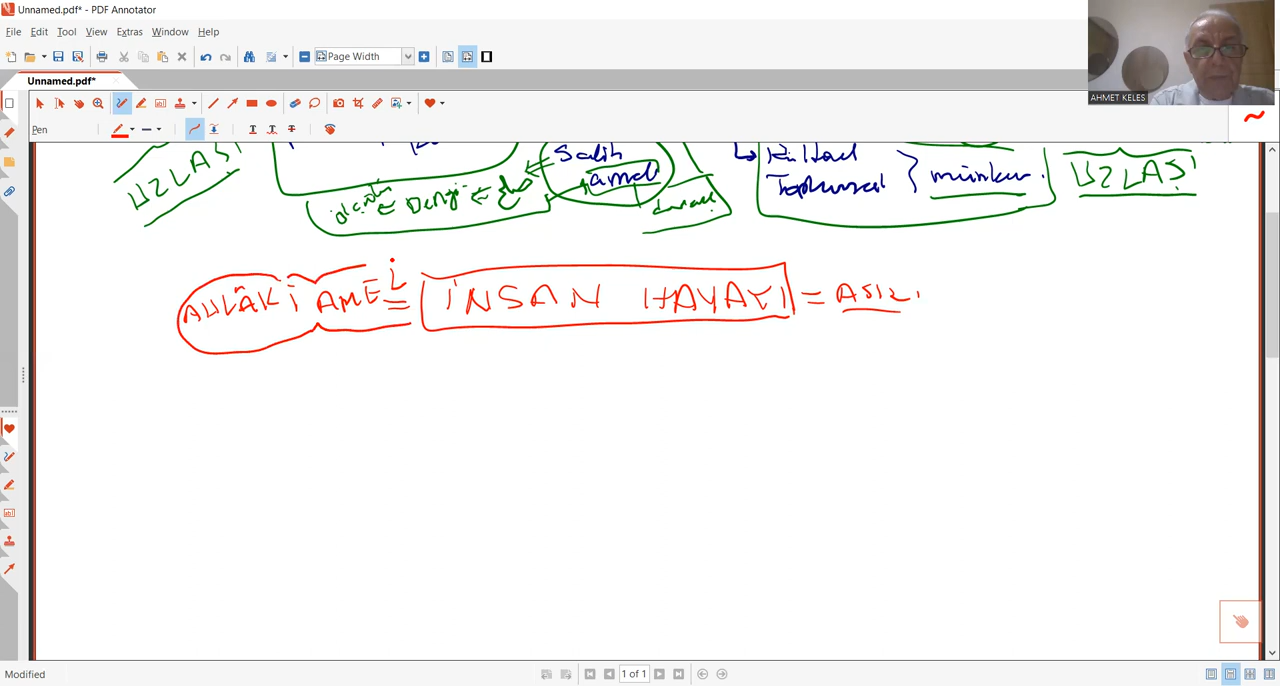 Unnamed.pdf* - PDF Annotator
File Edit Tool View Extras Window Help
Page Width
Unnamed.pdf*
AHMET KELES
Pen
UZLAŞI
Salih
amel
Toplumsal
münker.
UZLAŞI
AHLÂKİ AMEL İNSAN HAYATI = ASIL
Modified
1 of 1